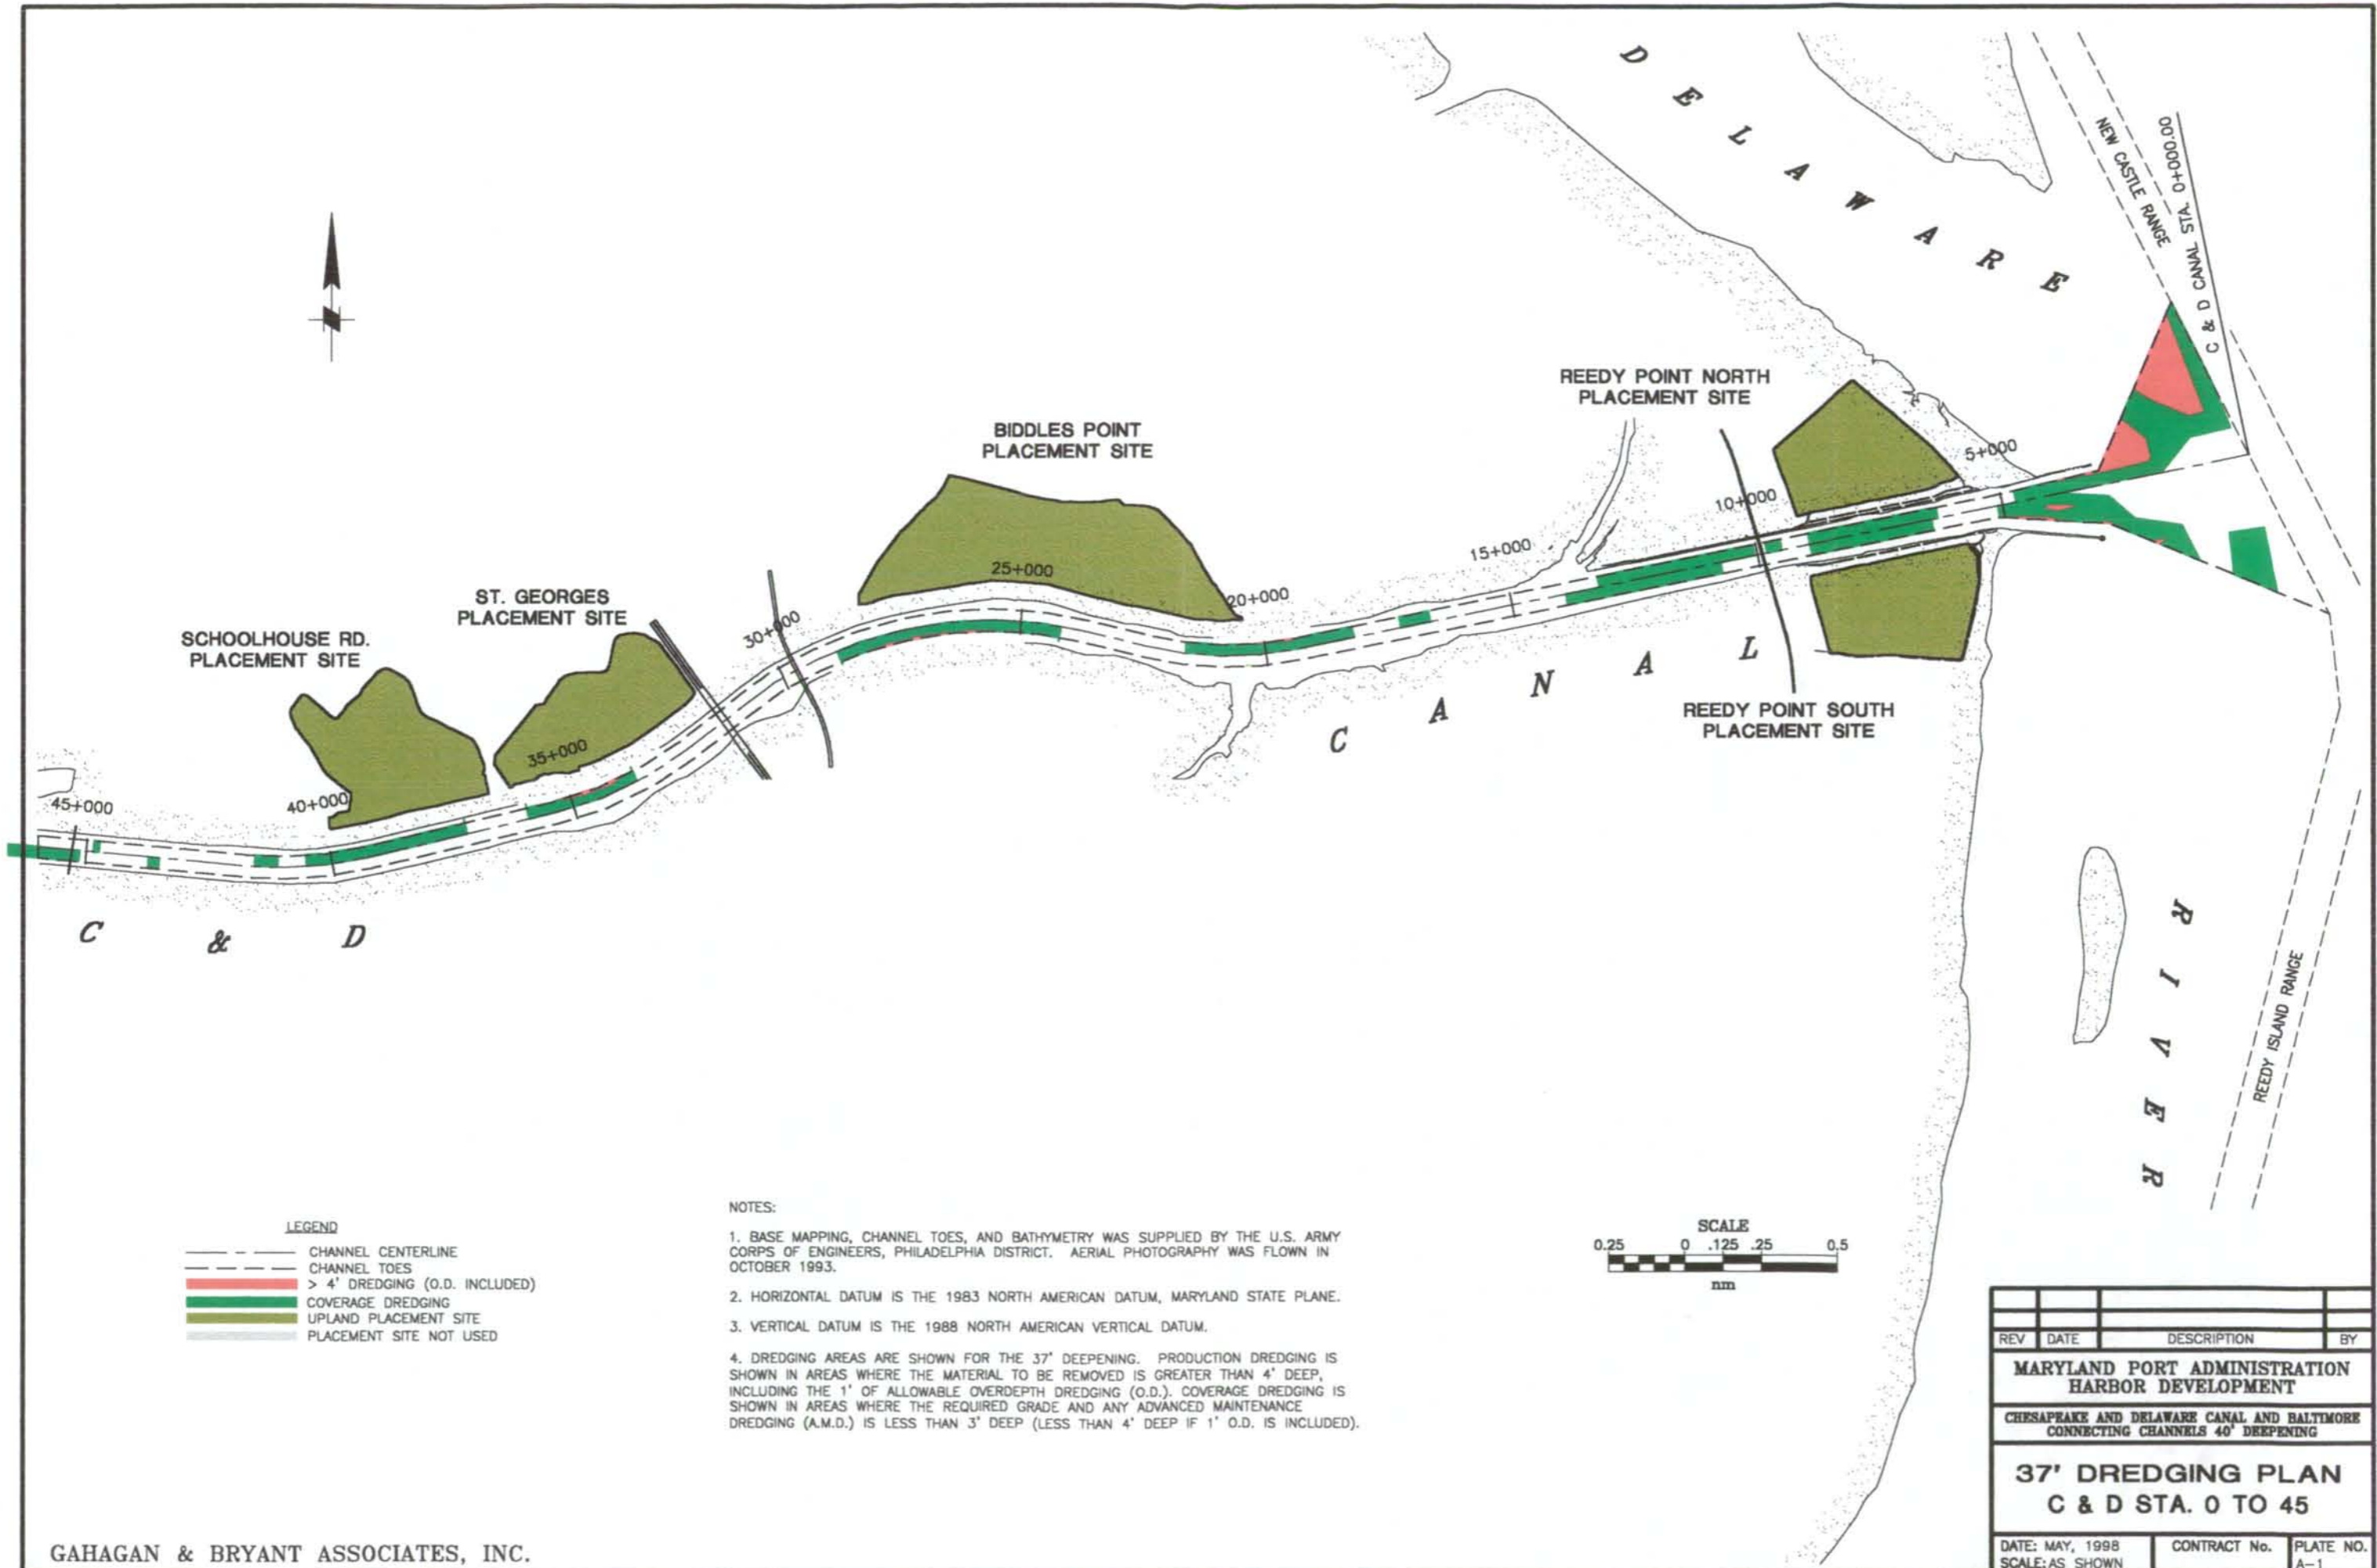 D E L A W A R E
NEW CASTLE RANGE
C & D CANAL STA. 0+000.00
REEDY POINT NORTH
PLACEMENT SITE
BIDDLES POINT
PLACEMENT SITE
5+000
10+000
15+000
25+000
20+000
ST. GEORGES
PLACEMENT SITE
30+000
SCHOOLHOUSE RD.
PLACEMENT SITE
35+000
40+000
45+000
REEDY POINT SOUTH
PLACEMENT SITE
C & D
C A N A L
R I V E R
REEDY ISLAND RANGE
LEGEND
CHANNEL CENTERLINE
CHANNEL TOES
> 4' DREDGING (O.D. INCLUDED)
COVERAGE DREDGING
UPLAND PLACEMENT SITE
PLACEMENT SITE NOT USED
NOTES:
1. BASE MAPPING, CHANNEL TOES, AND BATHYMETRY WAS SUPPLIED BY THE U.S. ARMY
CORPS OF ENGINEERS, PHILADELPHIA DISTRICT. AERIAL PHOTOGRAPHY WAS FLOWN IN
OCTOBER 1993.
2. HORIZONTAL DATUM IS THE 1983 NORTH AMERICAN DATUM, MARYLAND STATE PLANE.
3. VERTICAL DATUM IS THE 1988 NORTH AMERICAN VERTICAL DATUM.
4. DREDGING AREAS ARE SHOWN FOR THE 37' DEEPENING. PRODUCTION DREDGING IS
SHOWN IN AREAS WHERE THE MATERIAL TO BE REMOVED IS GREATER THAN 4' DEEP,
INCLUDING THE 1' OF ALLOWABLE OVERDEPTH DREDGING (O.D.). COVERAGE DREDGING IS
SHOWN IN AREAS WHERE THE REQUIRED GRADE AND ANY ADVANCED MAINTENANCE
DREDGING (A.M.D.) IS LESS THAN 3' DEEP (LESS THAN 4' DEEP IF 1' O.D. IS INCLUDED).
SCALE
0.25 0 .125 .25 0.5
nm
REV DATE DESCRIPTION BY
MARYLAND PORT ADMINISTRATION
HARBOR DEVELOPMENT
CHESAPEAKE AND DELAWARE CANAL AND BALTIMORE
CONNECTING CHANNELS 40' DEEPENING
37' DREDGING PLAN
C & D STA. 0 TO 45
DATE: MAY, 1998 CONTRACT No. PLATE NO.
SCALE: AS SHOWN A-1
GAHAGAN & BRYANT ASSOCIATES, INC.